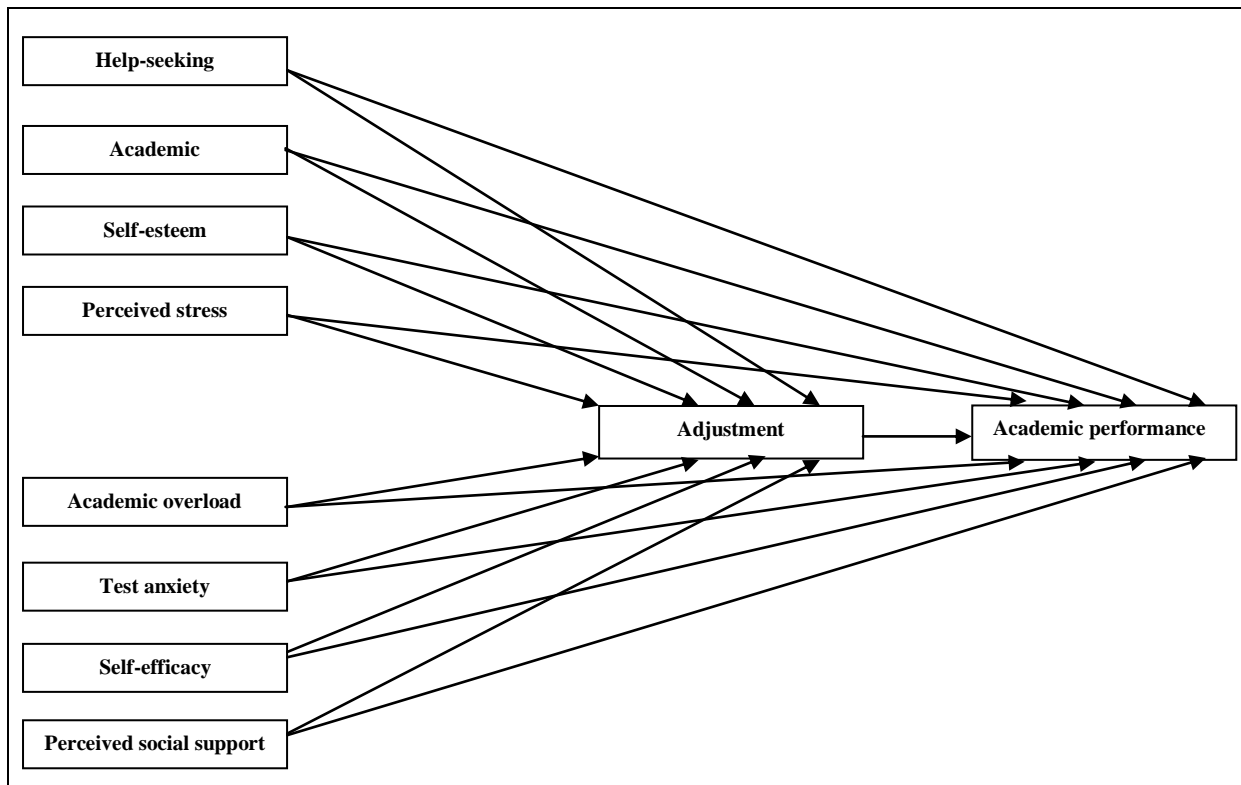 Help-seeking
Academic
Self-esteem
Perceived stress
Adjustment
Academic performance
Academic overload
Test anxiety
Self-efficacy
Perceived social support